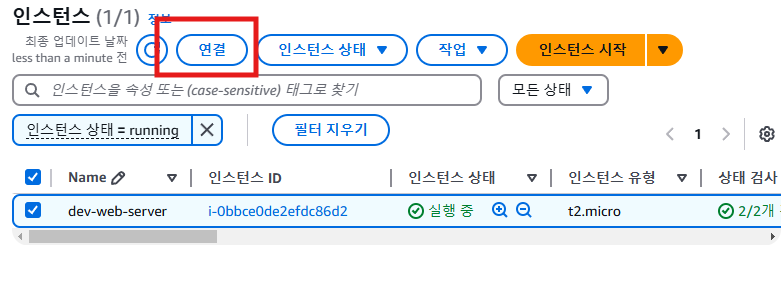 인스턴스 (1/1) 정보
최종 업데이트 날짜
less than a minute 전
연결
인스턴스 상태
작업
인스턴스 시작
인스턴스을 속성 또는 (case-sensitive) 태그로 찾기
모든 상태
인스턴스 상태 = running
필터 지우기
1
Name 인스턴스 ID 인스턴스 상태 인스턴스 유형 상태 검사
dev-web-server i-0bbce0de2efdc86d2 실행 중 t2.micro 2/2개